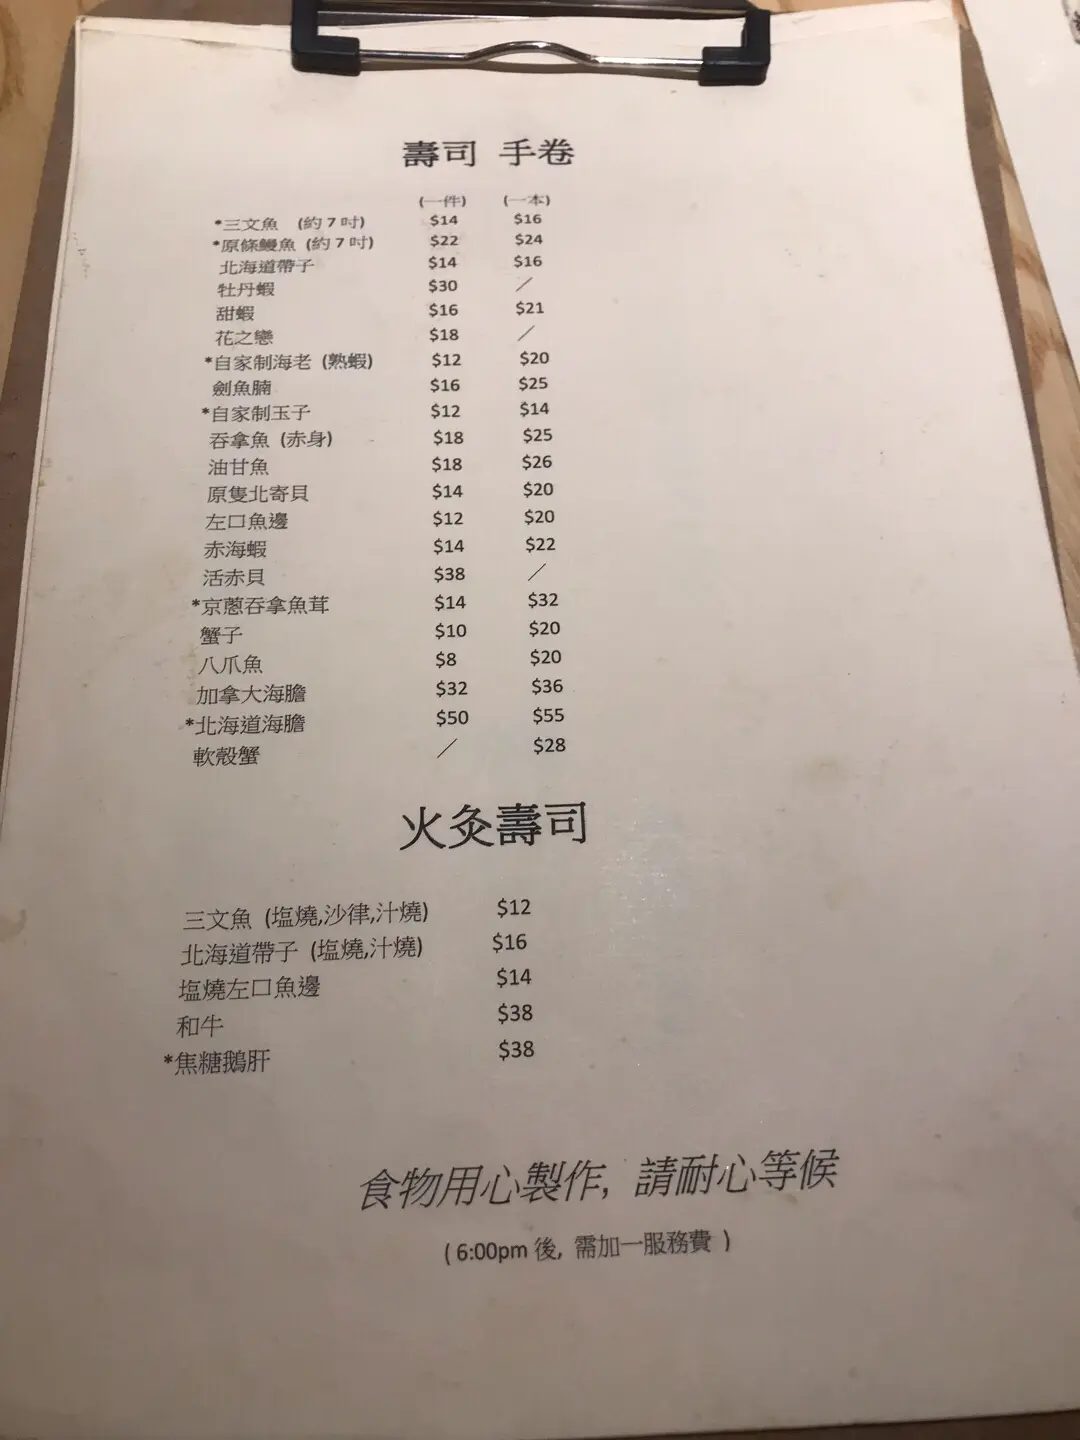 壽司 手卷
(一件) (一本)
*三文魚 (約 7 吋) $14 $16
*原條鰻魚 (約 7 吋) $22 $24
北海道帶子 $14 $16
牡丹蝦 $30 ／
甜蝦 $16 $21
花之戀 $18 ／
*自家制海老 (熟蝦) $12 $20
劍魚腩 $16 $25
*自家制玉子 $12 $14
吞拿魚 (赤身) $18 $25
油甘魚 $18 $26
原隻北寄貝 $14 $20
左口魚邊 $12 $20
赤海蝦 $14 $22
活赤貝 $38 ／
*京蔥吞拿魚茸 $14 $32
蟹子 $10 $20
八爪魚 $8 $20
加拿大海膽 $32 $36
*北海道海膽 $50 $55
軟殼蟹 ／ $28
火灸壽司
三文魚 (塩燒,沙律,汁燒) $12
北海道帶子 (塩燒,汁燒) $16
塩燒左口魚邊 $14
和牛 $38
*焦糖鵝肝 $38
食物用心製作, 請耐心等候
( 6:00pm 後, 需加一服務費 )